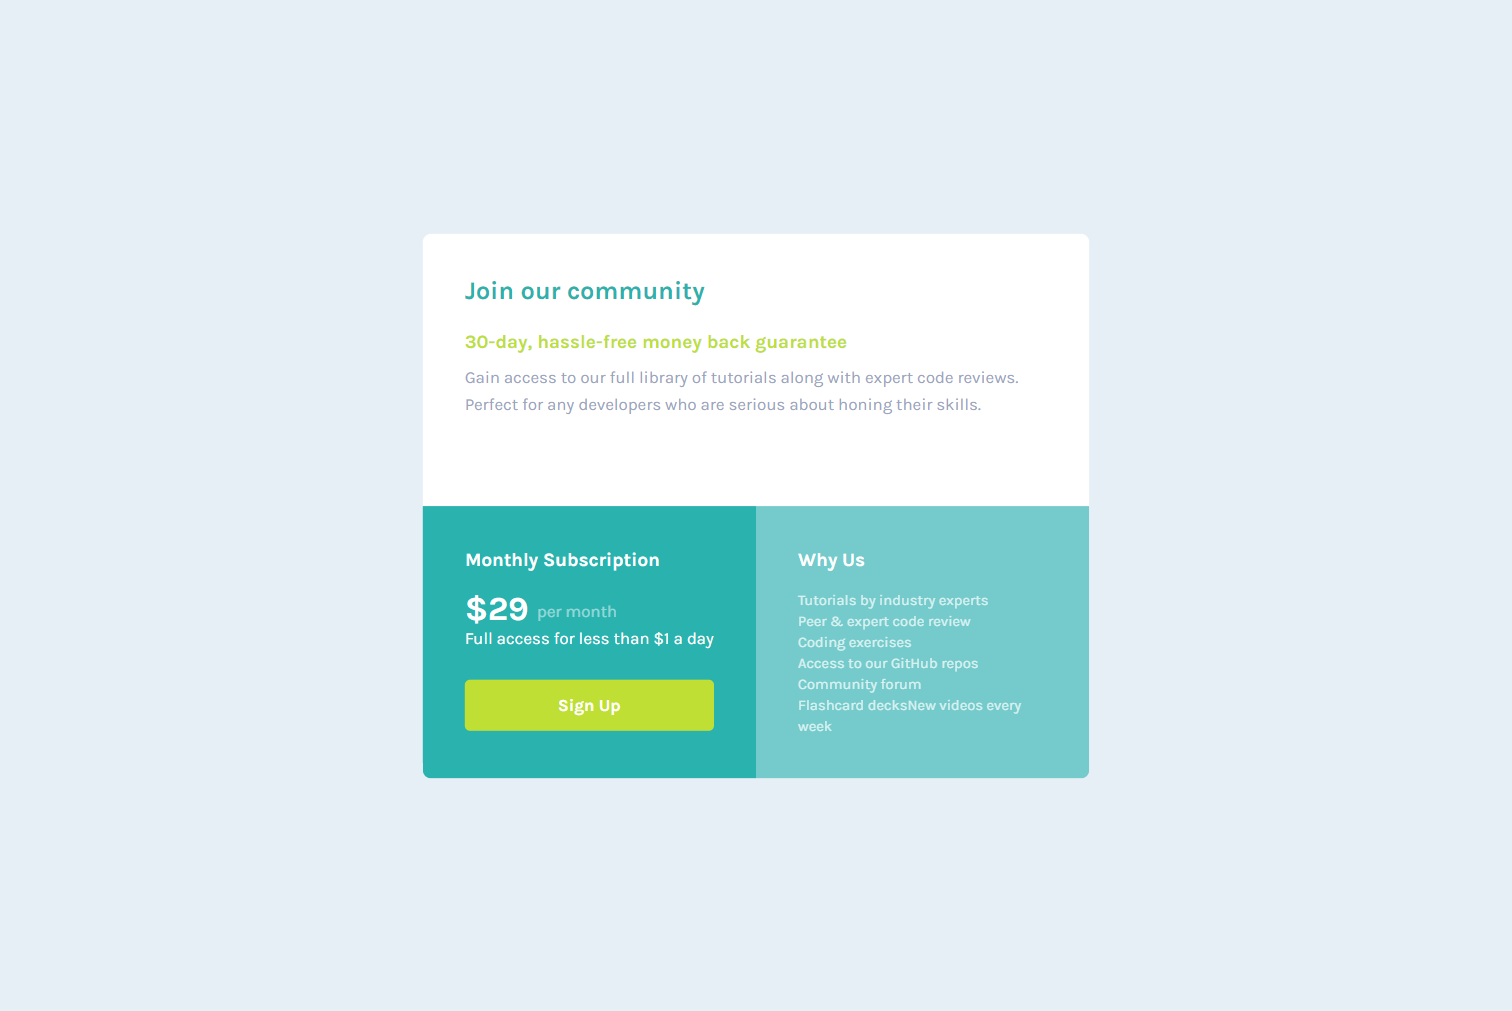 Join our community
30-day, hassle-free money back guarantee
Gain access to our full library of tutorials along with expert code reviews.
Perfect for any developers who are serious about honing their skills.
Monthly Subscription
$29 per month
Full access for less than $1 a day
Sign Up
Why Us
Tutorials by industry experts
Peer & expert code review
Coding exercises
Access to our GitHub repos
Community forum
Flashcard decksNew videos every
week